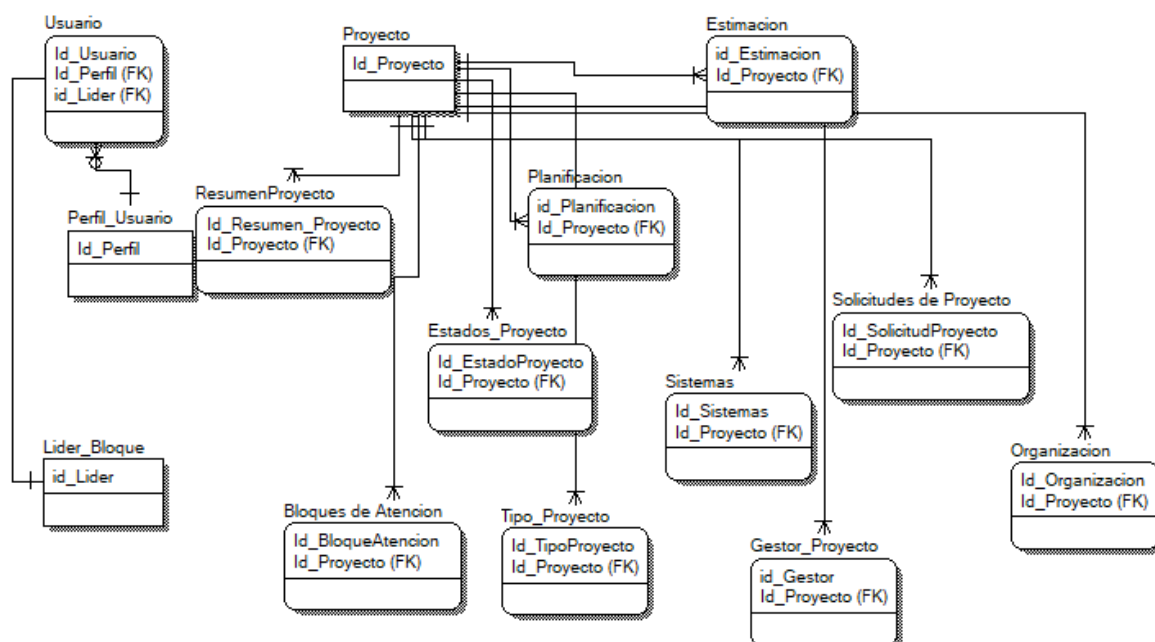 Usuario
Id_Usuario
Id_Perfil (FK)
id_Lider (FK)
Proyecto
Id_Proyecto
Estimacion
id_Estimacion
Id_Proyecto (FK)
Perfil_Usuario
Id_Perfil
ResumenProyecto
Id_Resumen_Proyecto
Id_Proyecto (FK)
Planificacion
id_Planificacion
Id_Proyecto (FK)
Estados_Proyecto
Id_EstadoProyecto
Id_Proyecto (FK)
Solicitudes de Proyecto
Id_SolicitudProyecto
Id_Proyecto (FK)
Sistemas
Id_Sistemas
Id_Proyecto (FK)
Lider_Bloque
id_Lider
Organizacion
Id_Organizacion
Id_Proyecto (FK)
Bloques de Atencion
Id_BloqueAtencion
Id_Proyecto (FK)
Tipo_Proyecto
Id_TipoProyecto
Id_Proyecto (FK)
Gestor_Proyecto
id_Gestor
Id_Proyecto (FK)